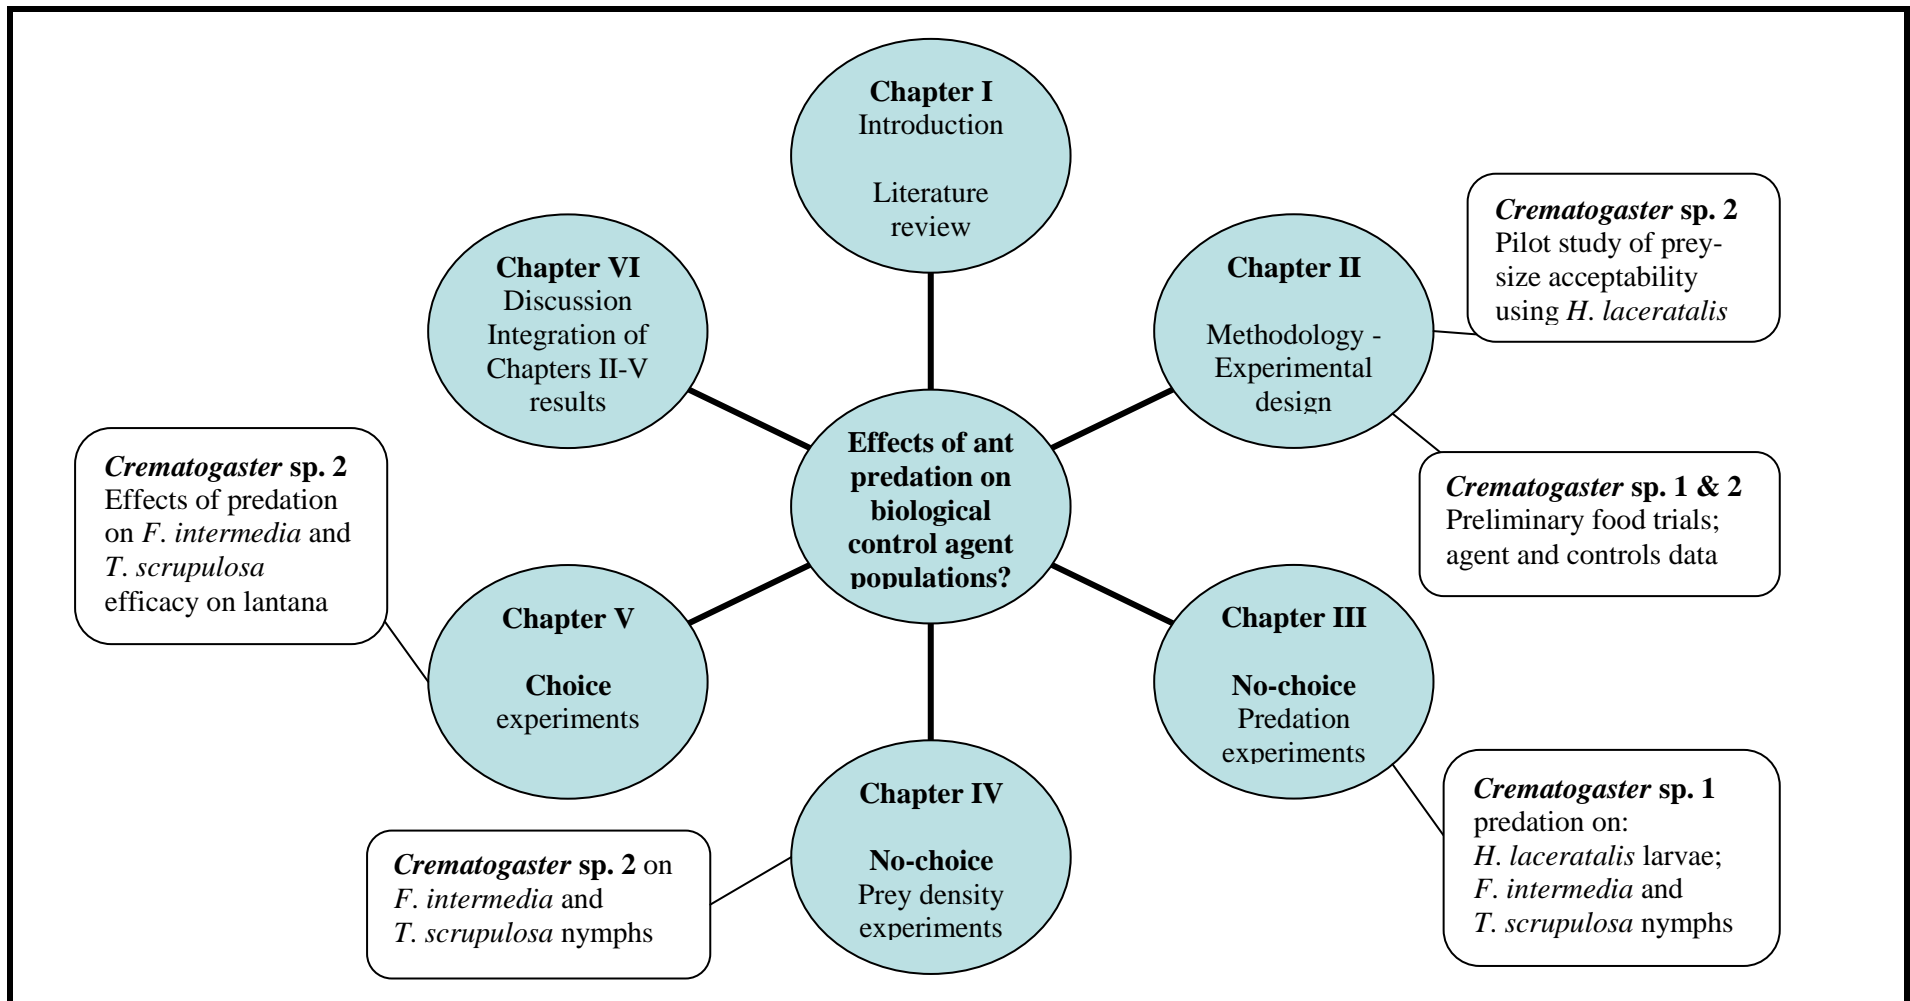 Chapter I
Introduction
Literature
review
Chapter II
Methodology -
Experimental
design
Crematogaster sp. 2
Pilot study of prey-
size acceptability
using H. laceratalis
Crematogaster sp. 1 & 2
Preliminary food trials;
agent and controls data
Chapter III
No-choice
Predation
experiments
Crematogaster sp. 1
predation on:
H. laceratalis larvae;
F. intermedia and
T. scrupulosa nymphs
Chapter IV
No-choice
Prey density
experiments
Crematogaster sp. 2 on
F. intermedia and
T. scrupulosa nymphs
Chapter V
Choice
experiments
Crematogaster sp. 2
Effects of predation
on F. intermedia and
T. scrupulosa
efficacy on lantana
Chapter VI
Discussion
Integration of
Chapters II-V
results
Effects of ant
predation on
biological
control agent
populations?